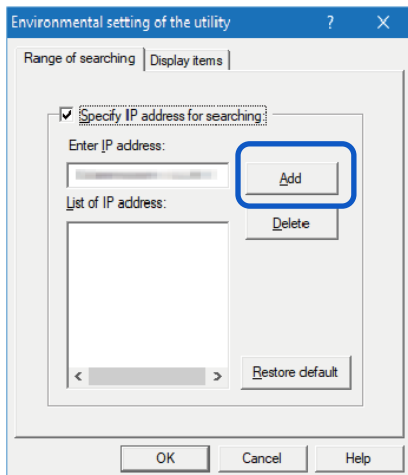 Environmental setting of the utility
Range of searching
Display items
Specify IP address for searching:
Enter IP address:
Add
List of IP address:
Delete
Restore default
OK
Cancel
Help